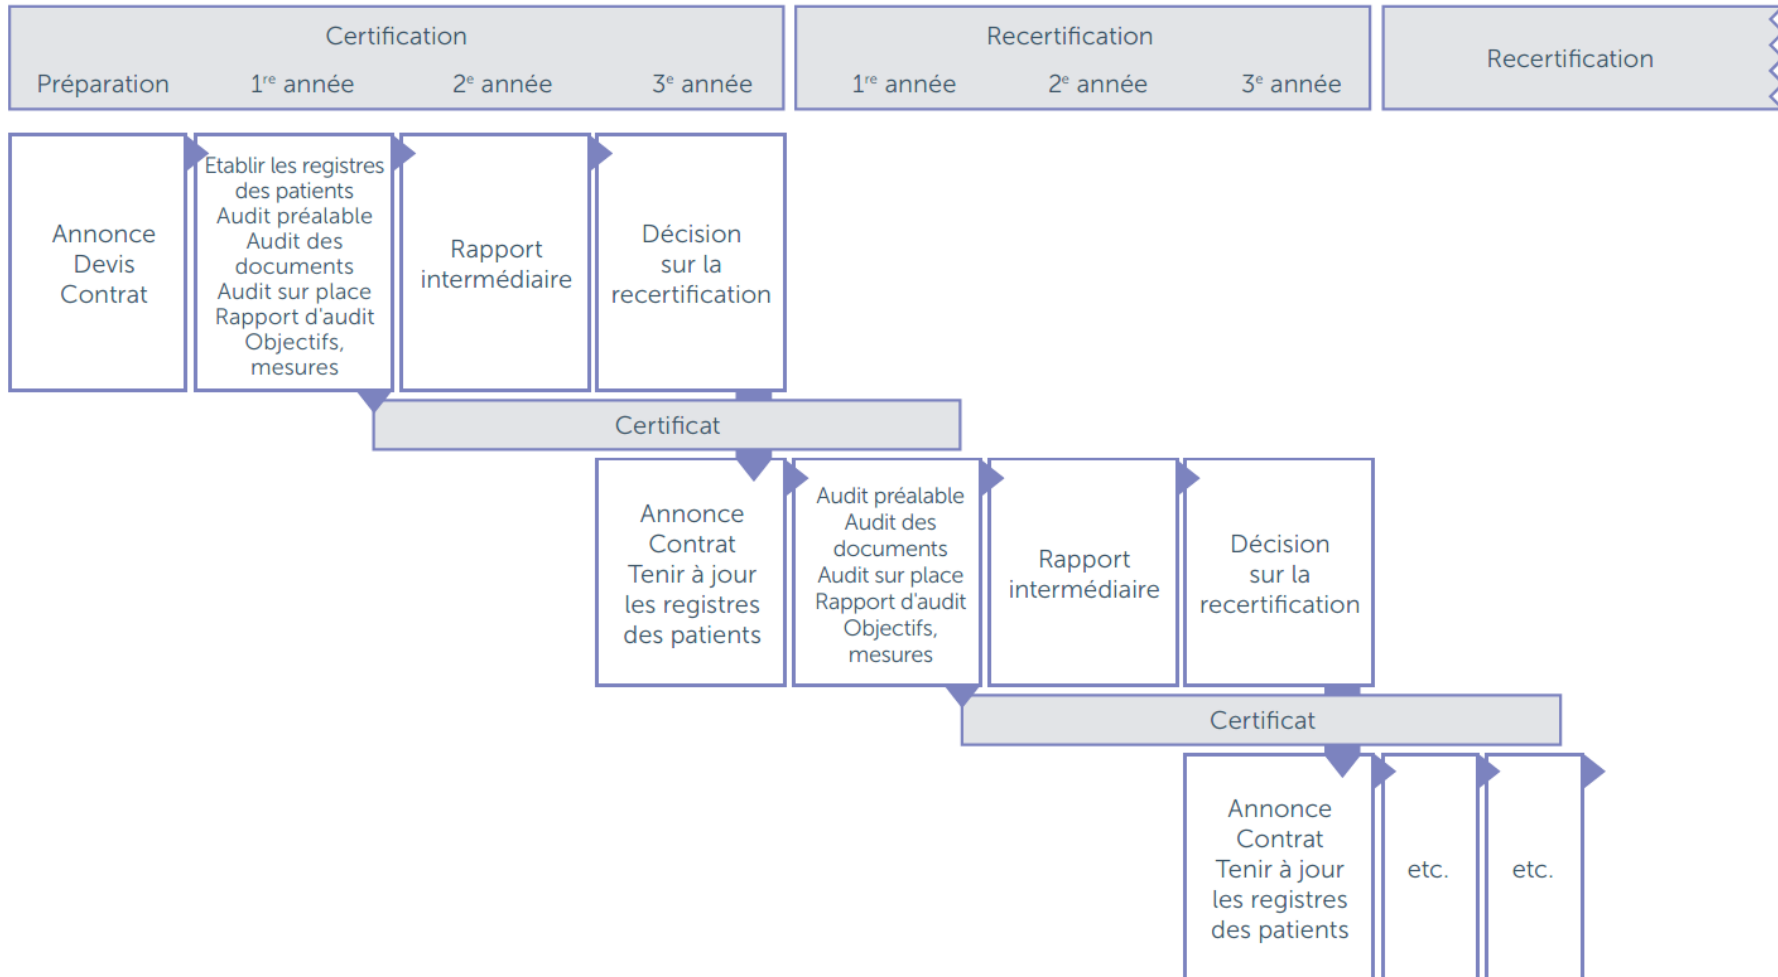 Certification
Préparation
1re année
2e année
3e année
Recertification
1re année
2e année
3e année
Recertification
Annonce
Devis
Contrat
Etablir les registres
des patients
Audit préalable
Audit des
documents
Audit sur place
Rapport d'audit
Objectifs,
mesures
Rapport
intermédiaire
Décision
sur la
recertification
Certificat
Annonce
Contrat
Tenir à jour
les registres
des patients
Audit préalable
Audit des
documents
Audit sur place
Rapport d'audit
Objectifs,
mesures
Rapport
intermédiaire
Décision
sur la
recertification
Certificat
Annonce
Contrat
Tenir à jour
les registres
des patients
etc.
etc.